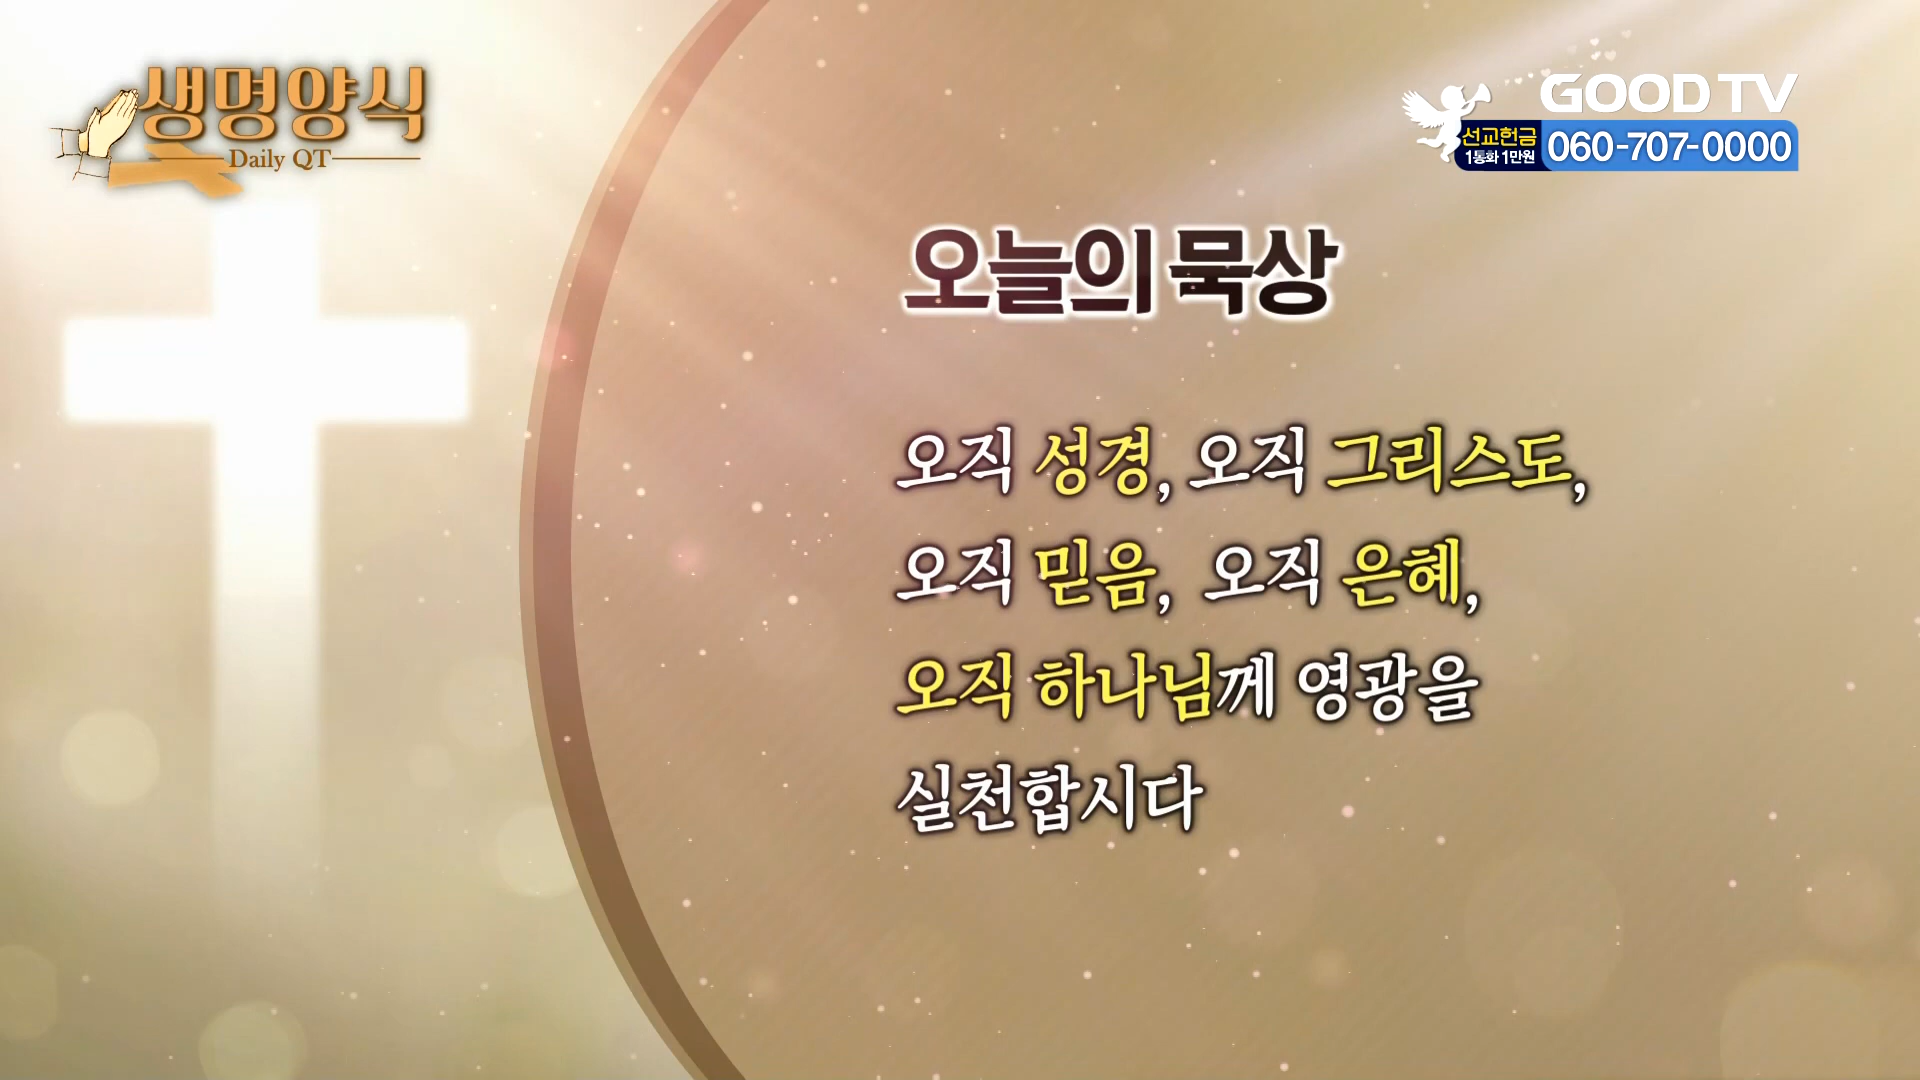 생명양식
Daily QT
GOOD TV
선교헌금
1통화 1만원
060-707-0000
오늘의 묵상
오직 성경, 오직 그리스도,
오직 믿음, 오직 은혜,
오직 하나님께 영광을
실천합시다